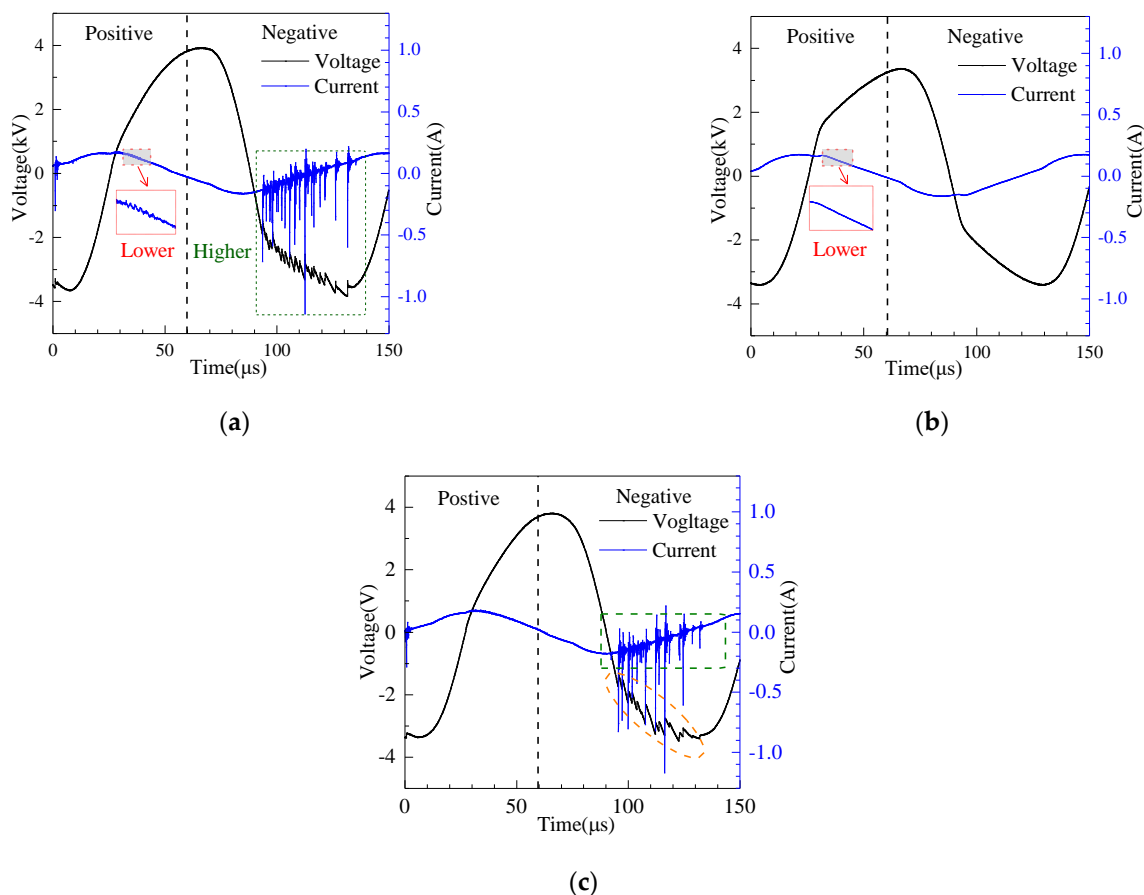 Positive Negative
Voltage
Current
Lower Higher
4
2
0
-2
-4
1.0
0.5
0.0
-0.5
-1.0
0 50 100 150
Voltage(kV)
Current(A)
Time(μs)
(a)
Positive Negative
Voltage
Current
Lower
4
2
0
-2
-4
1.0
0.5
0.0
-0.5
-1.0
0 50 100 150
Voltage(kV)
Current(A)
Time(μs)
(b)
Postive Negative
Vogltage
Current
4
2
0
-2
-4
1.0
0.5
0.0
-0.5
-1.0
0 50 100 150
Voltage(V)
Current(A)
Time(μs)
(c)